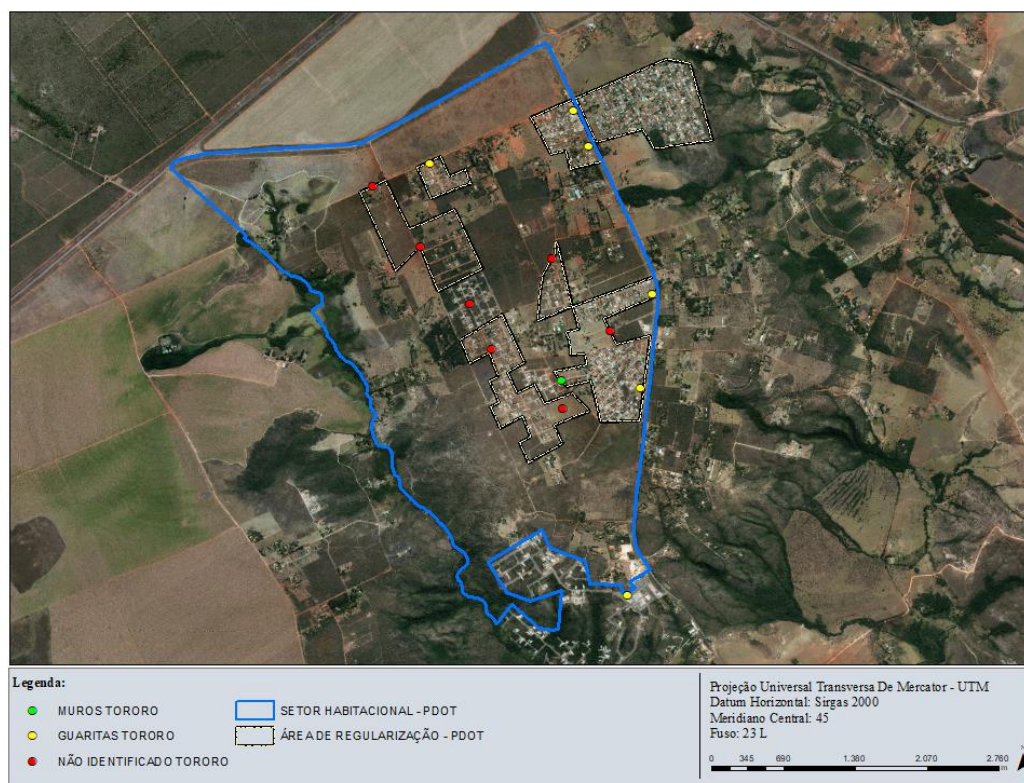 Legenda:
MUROS TORORO
GUARITAS TORORO
NÃO IDENTIFICADO TORORO
SETOR HABITACIONAL - PDOT
ÁREA DE REGULARIZAÇÃO - PDOT
Projeção Universal Transversa De Mercator - UTM
Datum Horizontal: Sirgas 2000
Meridiano Central: 45
Fuso: 23 L
0 345 690 1.380 2.070 2.760
m